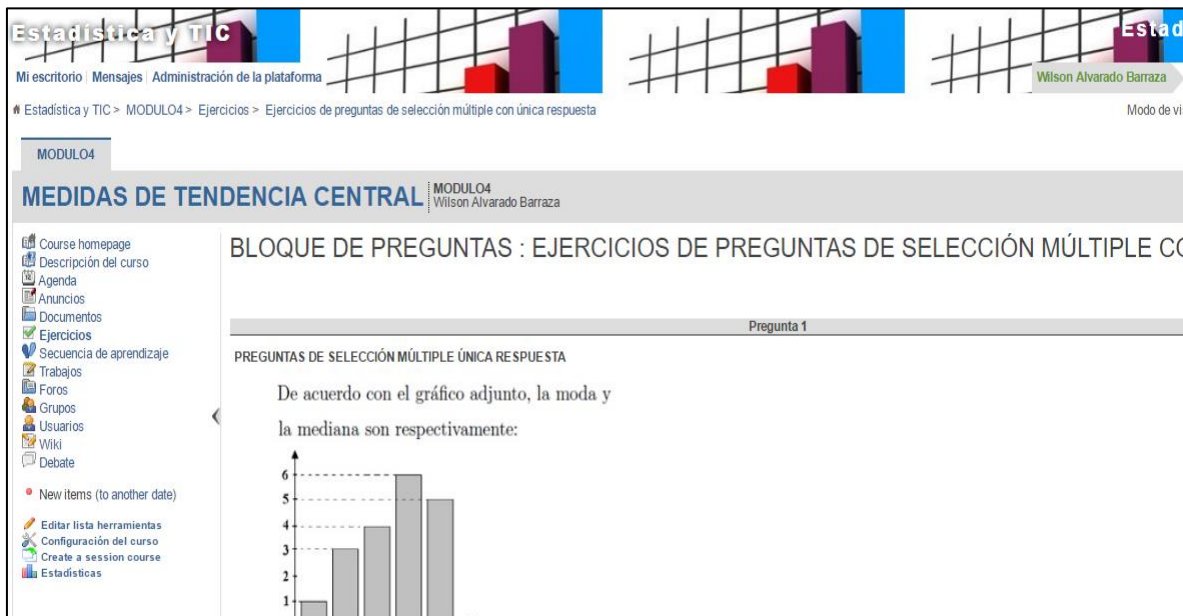 Estadística y TIC
Estad
Mi escritorio | Mensajes | Administración de la plataforma
Wilson Alvarado Barraza
Estadística y TIC > MODULO4 > Ejercicios > Ejercicios de preguntas de selección múltiple con única respuesta
Modo de vi
MODULO4
MEDIDAS DE TENDENCIA CENTRAL
MODULO4
Wilson Alvarado Barraza
Course homepage
Descripción del curso
Agenda
Anuncios
Documentos
Ejercicios
Secuencia de aprendizaje
Trabajos
Foros
Grupos
Usuarios
Wiki
Debate
New items (to another date)
Editar lista herramientas
Configuración del curso
Create a session course
Estadísticas
BLOQUE DE PREGUNTAS : EJERCICIOS DE PREGUNTAS DE SELECCIÓN MÚLTIPLE CO
Pregunta 1
PREGUNTAS DE SELECCIÓN MÚLTIPLE ÚNICA RESPUESTA
De acuerdo con el gráfico adjunto, la moda y
la mediana son respectivamente:
6
5
4
3
2
1